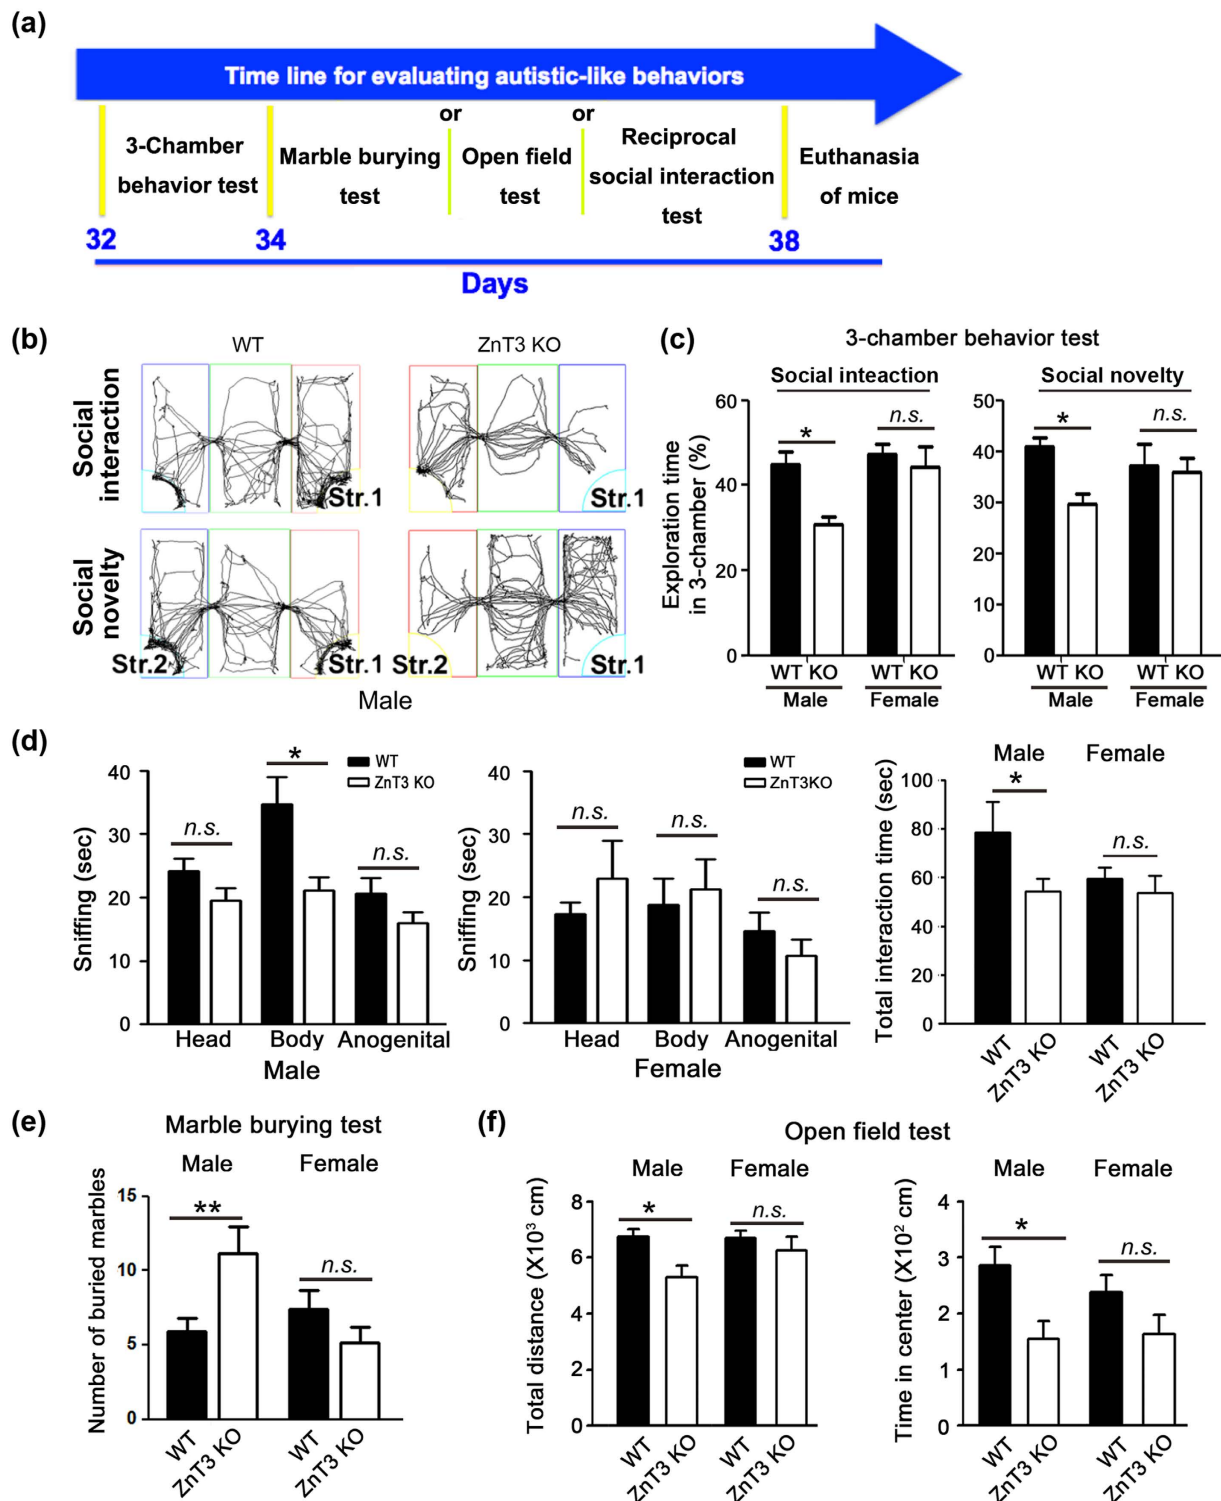 (a)
Time line for evaluating autistic-like behaviors
or or
3-Chamber
behavior test
Marble burying
test
Open field
test
Reciprocal
social interaction
test
Euthanasia
of mice
32 34 38
Days
(b)
WT ZnT3 KO
Social
interaction
Str.1 Str.1
Social
novelty
Str.2 Str.1 Str.2 Str.1
Male
(c)
3-chamber behavior test
Social inteaction
Exploration time
in 3-chamber (%)
60
40
20
0
* n.s.
WT KO WT KO
Male Female
Social novelty
50
40
30
20
10
0
* n.s.
WT KO WT KO
Male Female
(d)
Sniffing (sec)
40
30
20
10
0
WT
ZnT3 KO
n.s. * n.s.
Head Body Anogenital
Male
Sniffing (sec)
40
30
20
10
0
WT
ZnT3KO
n.s. n.s. n.s.
Head Body Anogenital
Female
Male Female
Total interaction time (sec)
100
80
60
40
20
0
* n.s.
WT ZnT3 KO WT ZnT3 KO
(e)
Marble burying test
Male Female
Number of buried marbles
15
10
5
0
** n.s.
WT ZnT3 KO WT ZnT3 KO
(f)
Open field test
Male Female
Total distance (X10³ cm)
8
6
4
2
0
* n.s.
WT ZnT3 KO WT ZnT3 KO
Male Female
Time in center (X10² cm)
4
3
2
1
0
* n.s.
WT ZnT3 KO WT ZnT3 KO